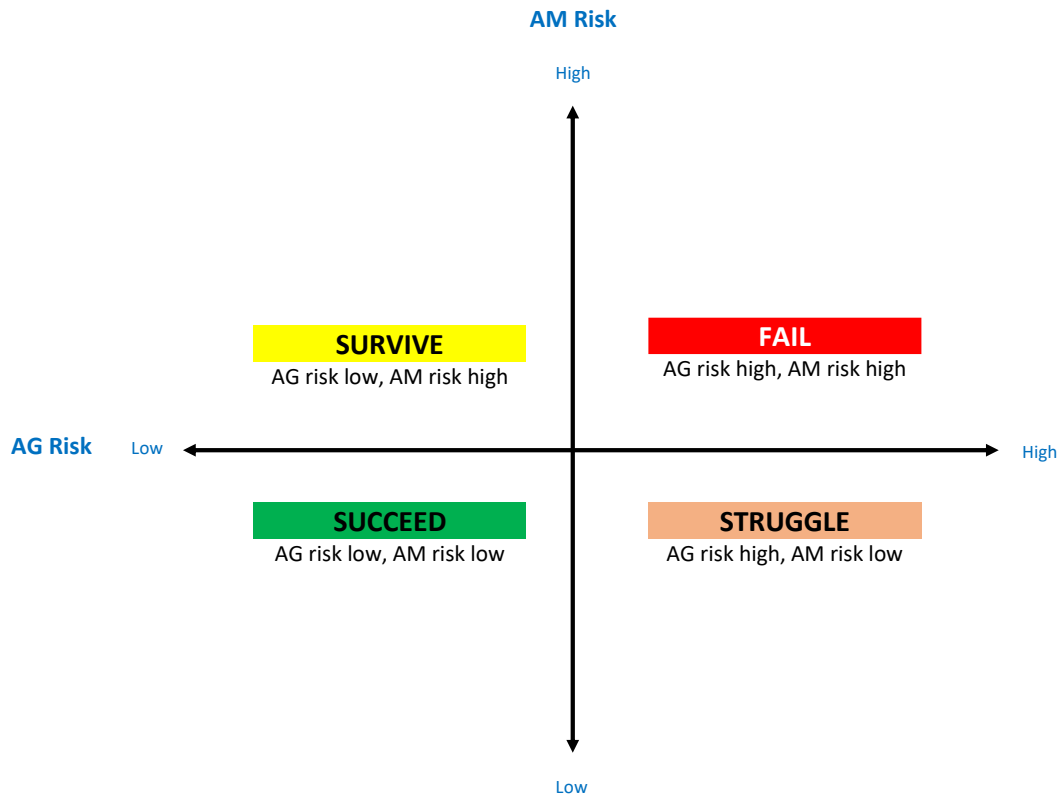 AM Risk
High
SURVIVE
AG risk low, AM risk high
FAIL
AG risk high, AM risk high
AG Risk
Low
High
SUCCEED
AG risk low, AM risk low
STRUGGLE
AG risk high, AM risk low
Low